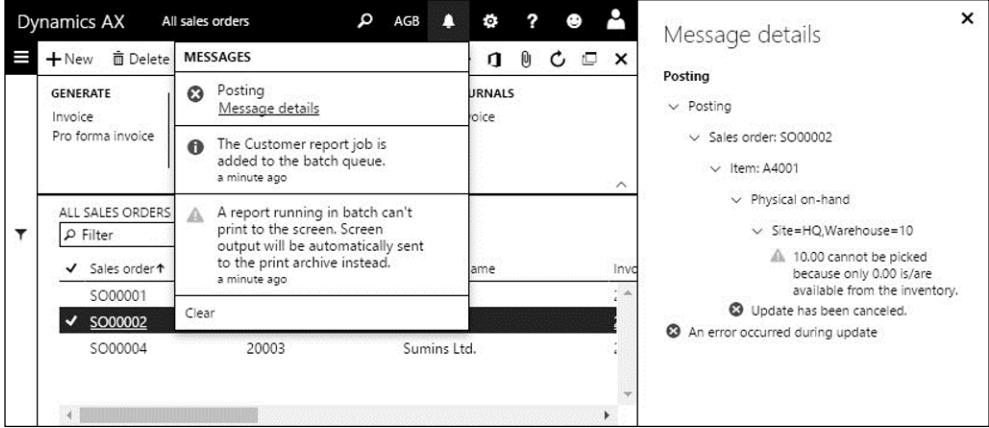 Dynamics AX All sales orders AGB ?
New Delete
GENERATE
Invoice
Pro forma invoice
MESSAGES
Posting
Message details
The Customer report job is
added to the batch queue.
a minute ago
A report running in batch can't
print to the screen. Screen
output will be automatically sent
to the print archive instead.
a minute ago
Clear
ALL SALES ORDERS
Filter
Sales order
SO00001
SO00002
SO00004 20003 Sumins Ltd.
Message details
Posting
Posting
Sales order: SO00002
Item: A4001
Physical on-hand
Site=HQ,Warehouse=10
10.00 cannot be picked
because only 0.00 is/are
available from the inventory.
Update has been canceled.
An error occurred during update